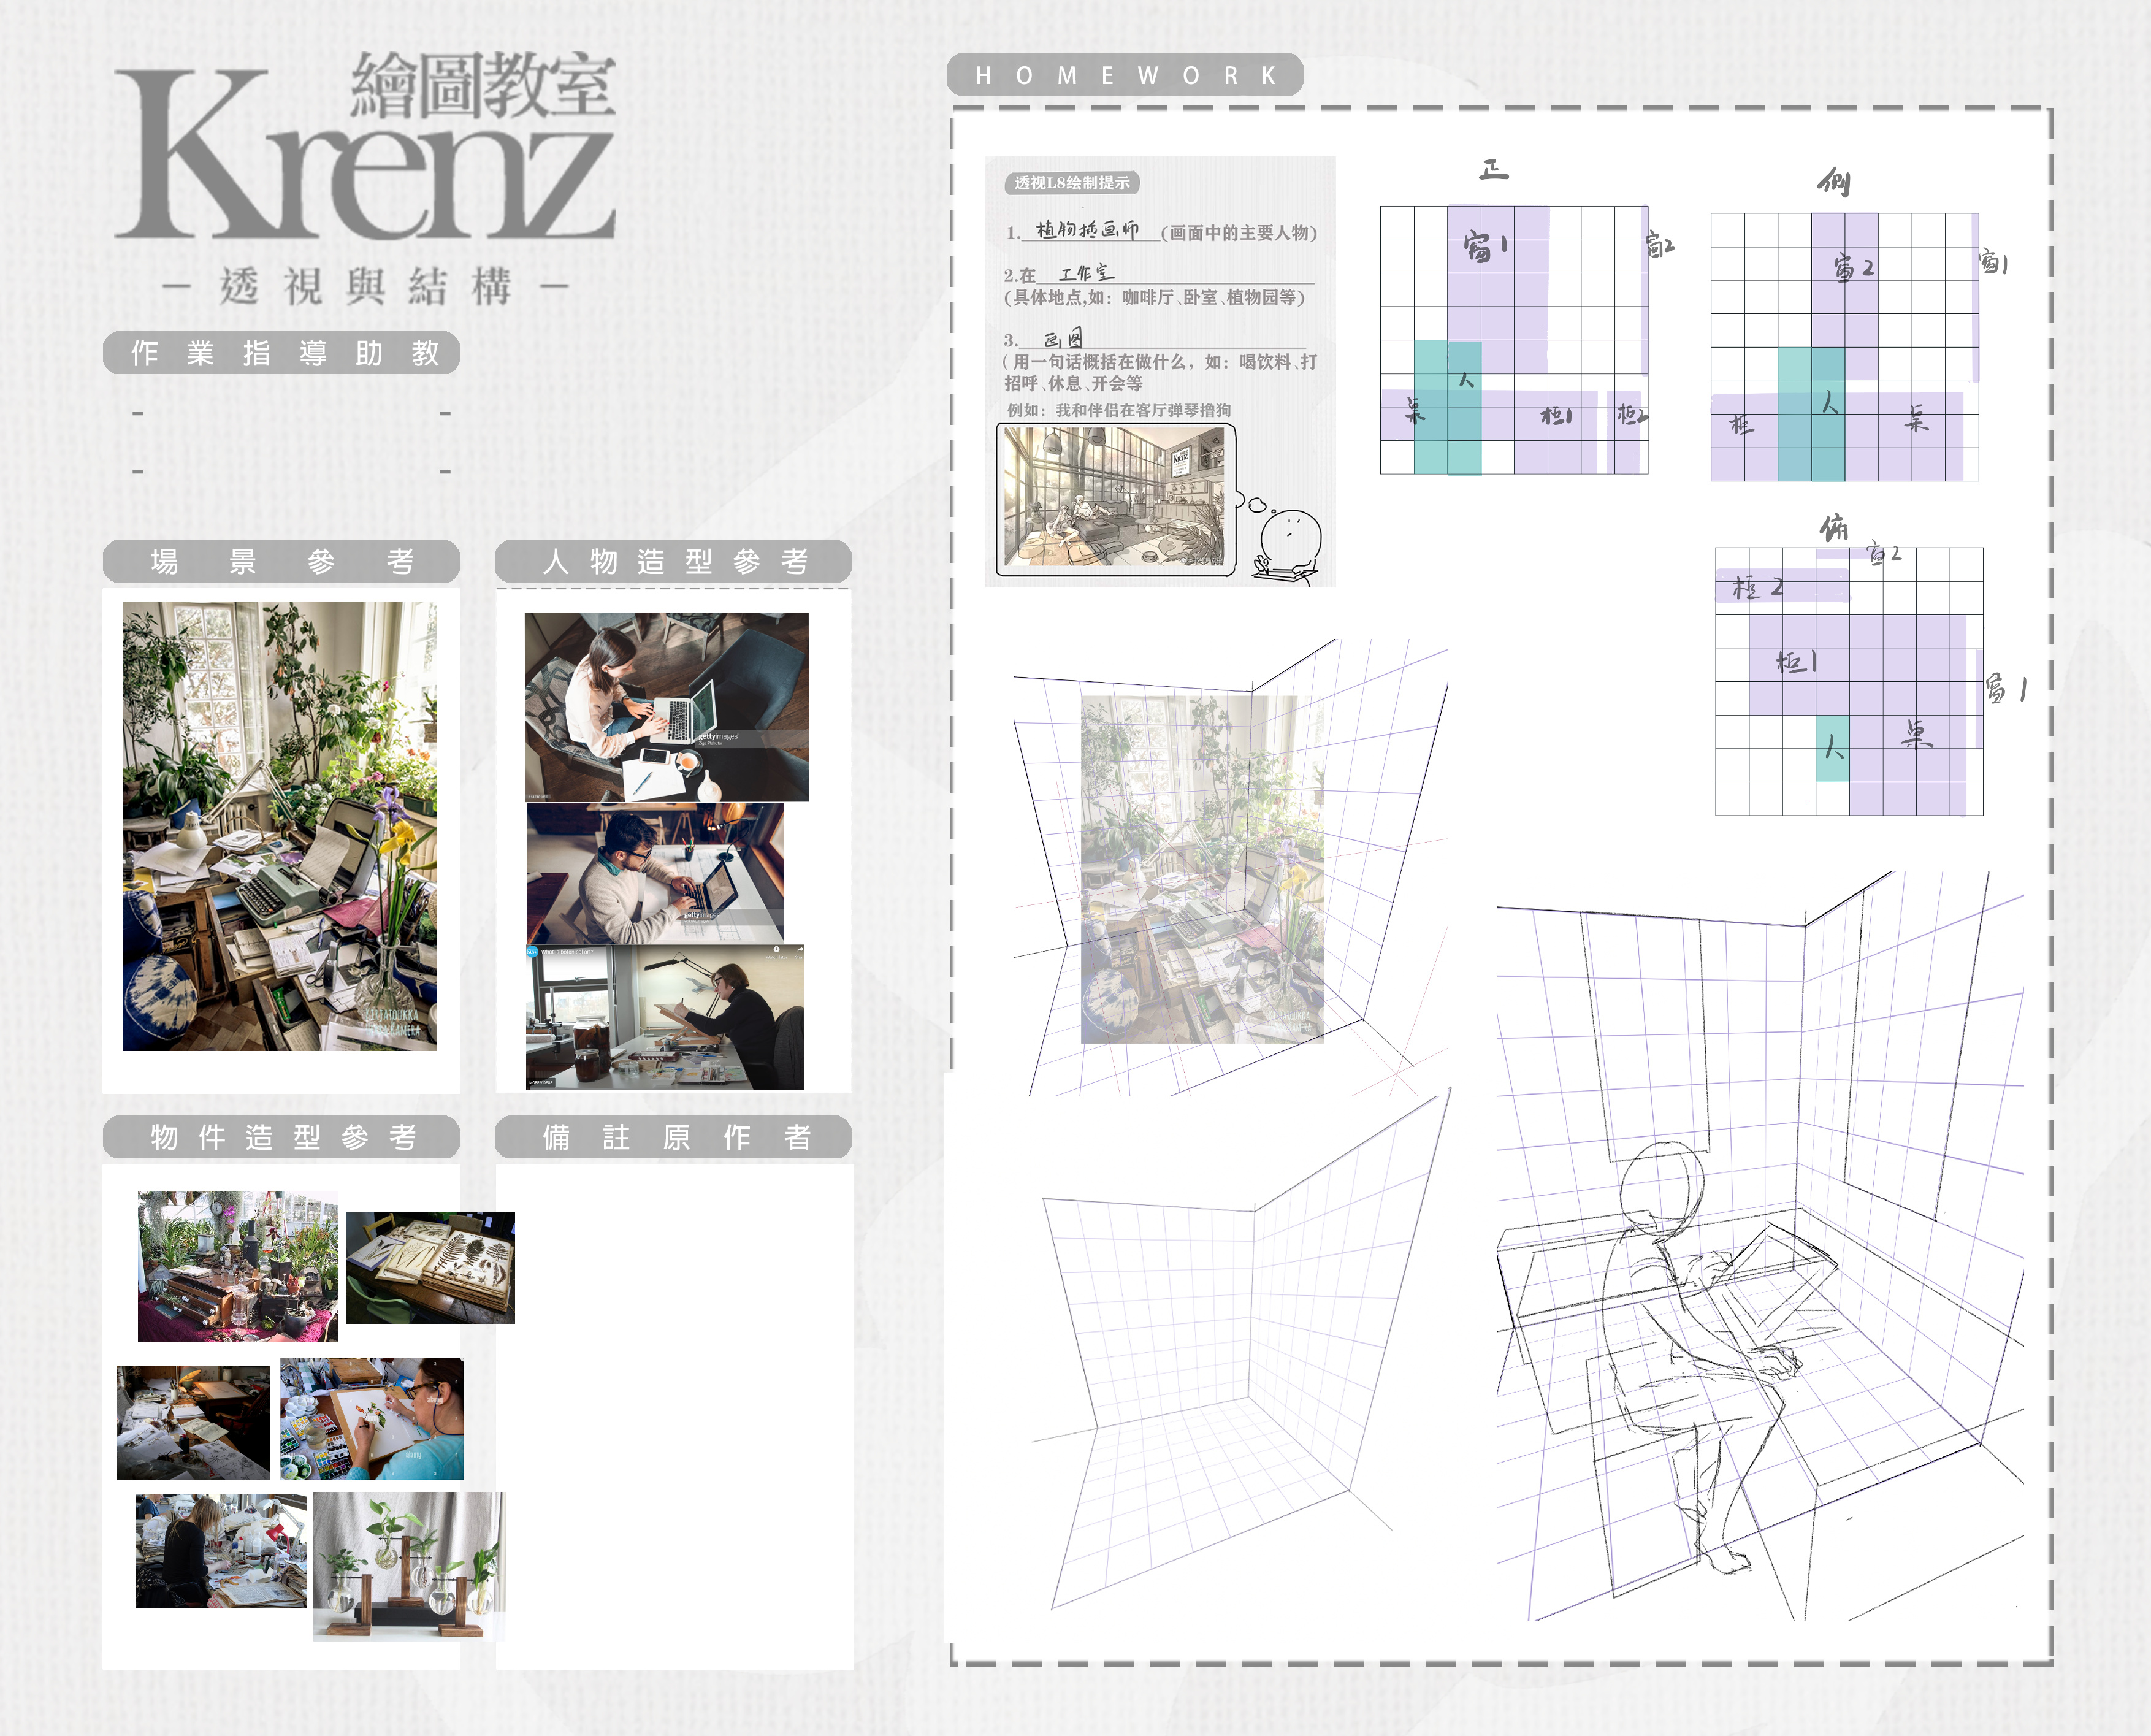 繪圖教室
Krenz
－透視與結構－
作業指導助教
- -
- -
場景參考
人物造型參考
gettyimages
gettyimages
KITTATOUKKA
物件造型參考
備註原作者
HOMEWORK
透视L8绘制提示
1. 植物插画师 (画面中的主要人物)
2.在 工作室
(具体地点,如：咖啡厅、卧室、植物园等)
3. 画图
(用一句话概括在做什么，如：喝饮料、打
招呼、休息、开会等
例如：我和伴侣在客厅弹琴撸狗
Krenz
正
窗1
窗2
人
桌
柜1
柜2
侧
窗2
窗1
柜
人
桌
俯
窗2
柜2
柜1
窗1
人
桌